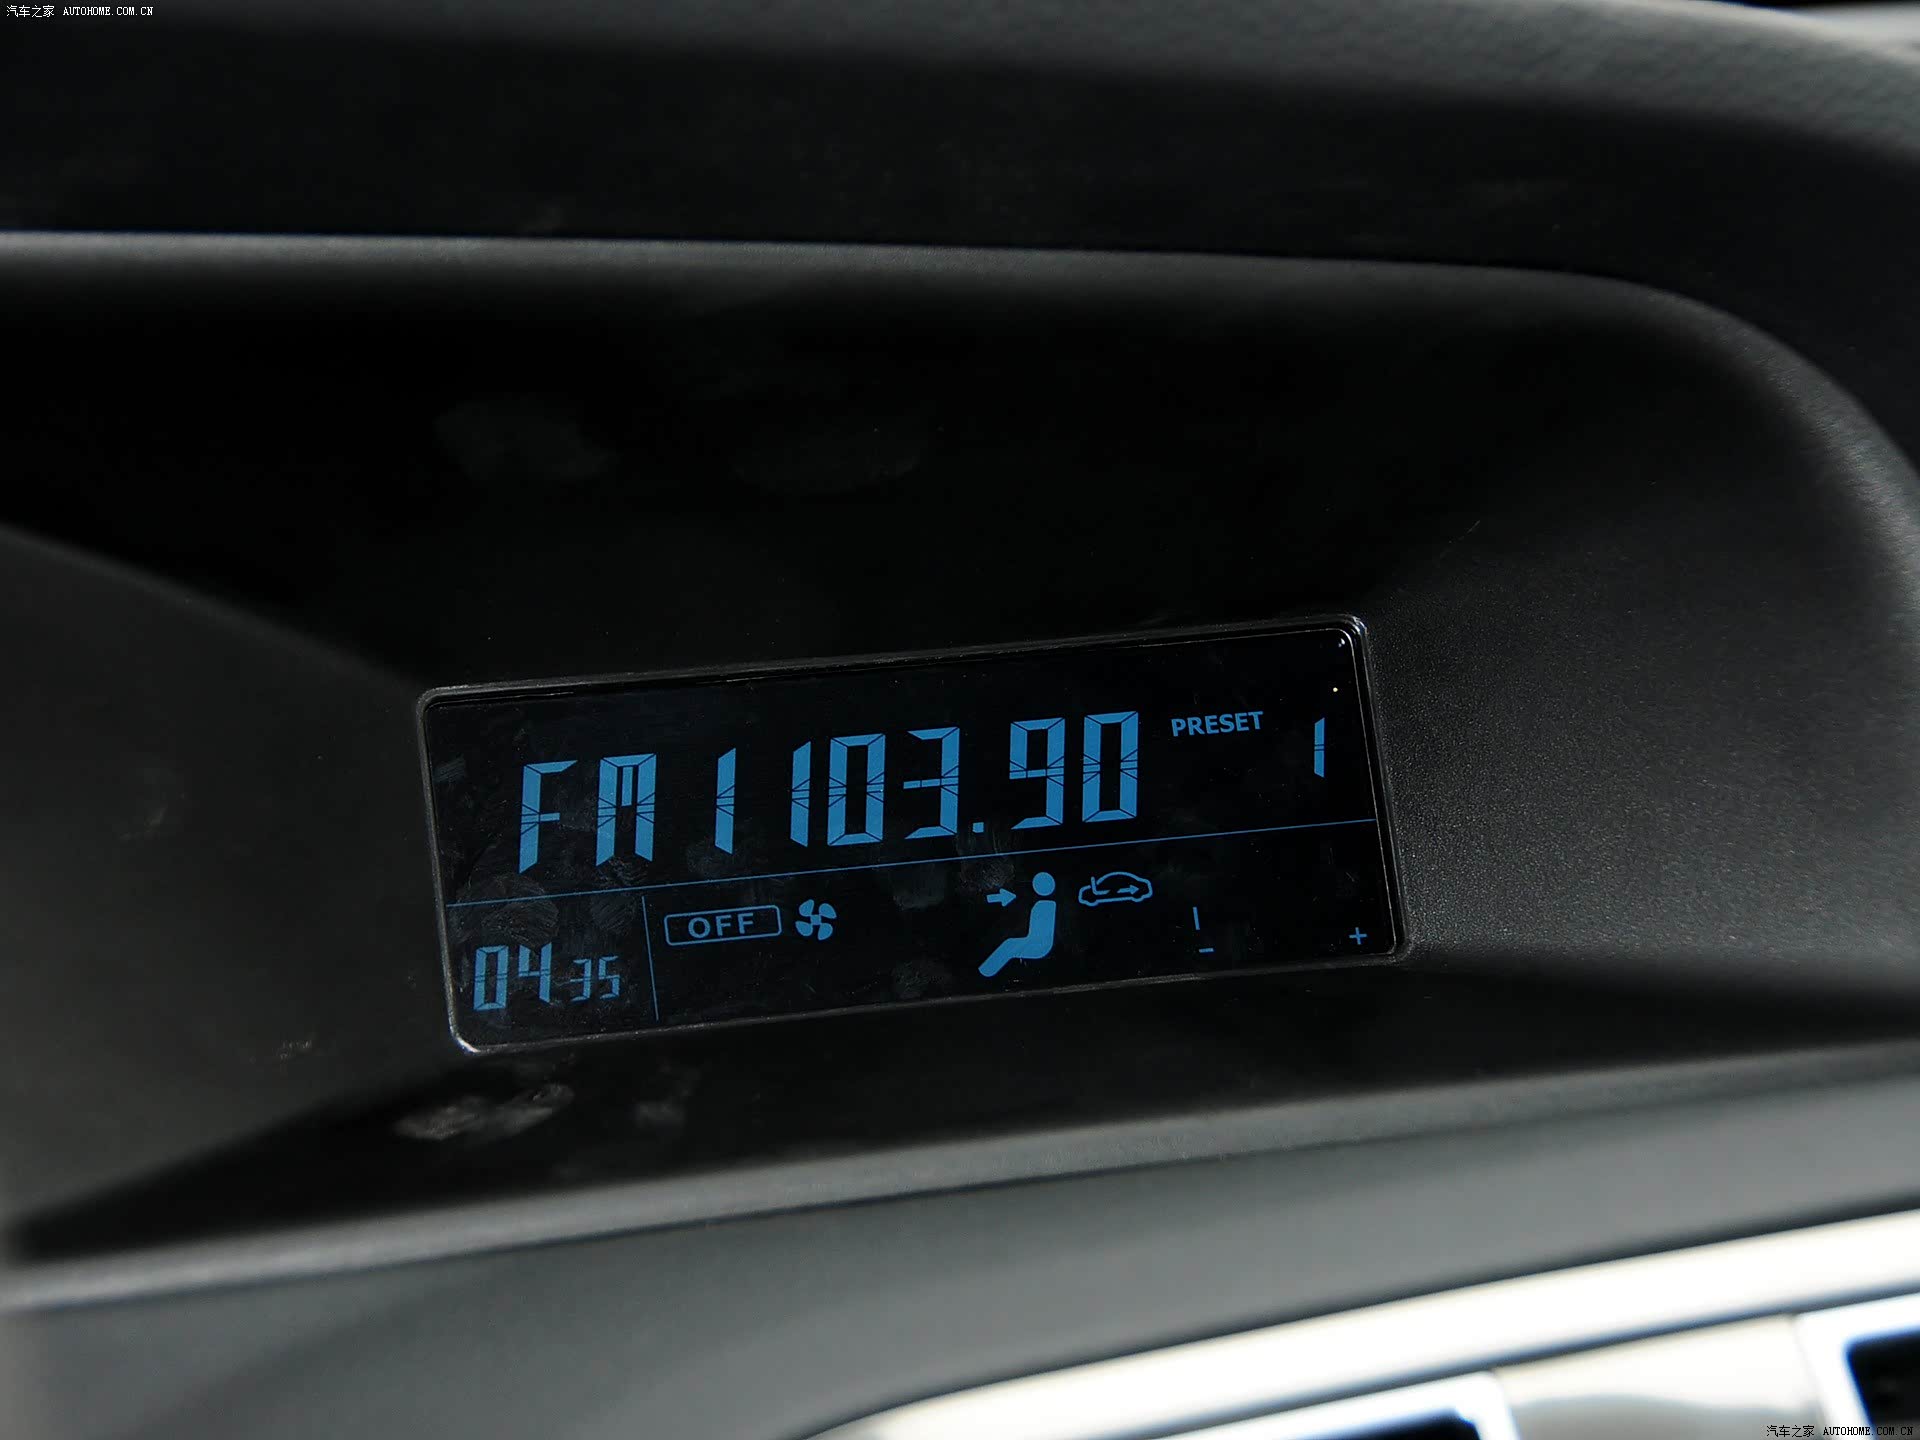 汽车之家 AUTOHOME.COM.CN
FM1 103.90 PRESET 1
OFF
04:35
- +
汽车之家 AUTOHOME.COM.CN